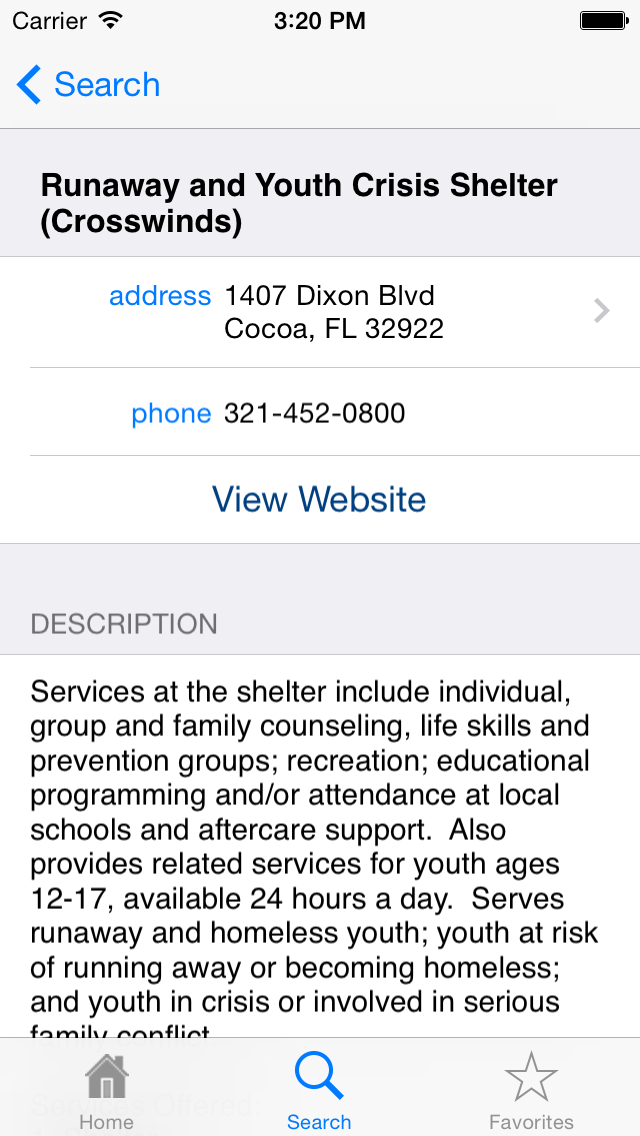 Carrier 3:20 PM
Search
Runaway and Youth Crisis Shelter
(Crosswinds)
address 1407 Dixon Blvd
Cocoa, FL 32922
phone 321-452-0800
View Website
DESCRIPTION
Services at the shelter include individual,
group and family counseling, life skills and
prevention groups; recreation; educational
programming and/or attendance at local
schools and aftercare support.  Also
provides related services for youth ages
12-17, available 24 hours a day.  Serves
runaway and homeless youth; youth at risk
of running away or becoming homeless;
and youth in crisis or involved in serious
family conflict
Services Offered:
Home Search Favorites